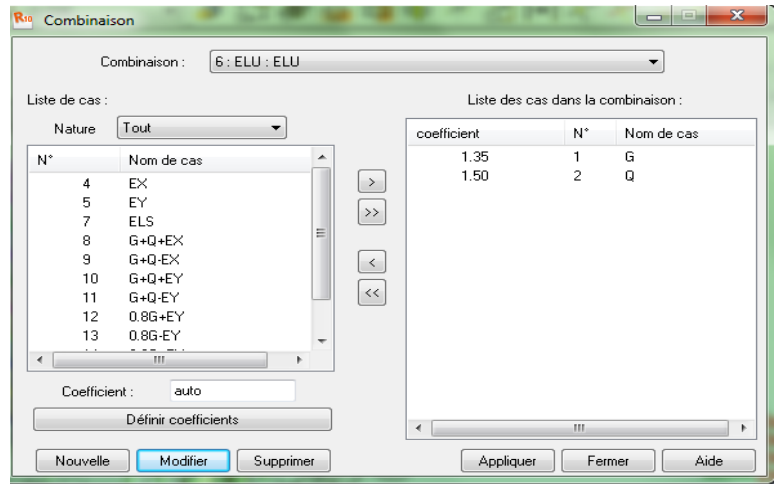 R10 Combinaison
Combinaison : 6 : ELU : ELU
Liste de cas :
Nature Tout
N° Nom de cas
4 EX
5 EY
7 ELS
8 G+Q+EX
9 G+Q-EX
10 G+Q+EY
11 G+Q-EY
12 0.8G+EY
13 0.8G-EY
Coefficient : auto
Définir coefficients
Nouvelle Modifier Supprimer
> 
>>
<
<<
Liste des cas dans la combinaison :
coefficient N° Nom de cas
1.35 1 G
1.50 2 Q
Appliquer Fermer Aide